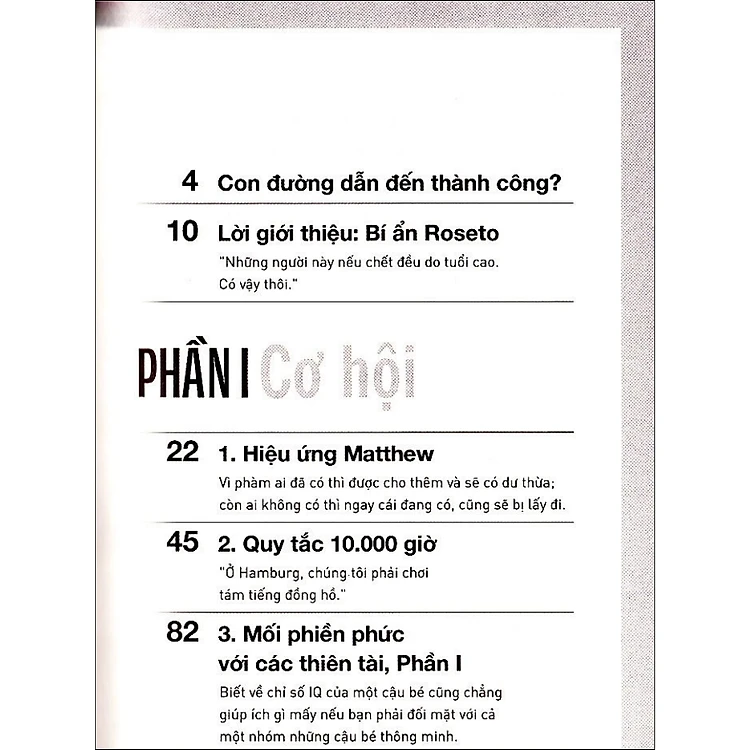 4 Con đường dẫn đến thành công?
10 Lời giới thiệu: Bí ẩn Roseto
"Những người này nếu chết đều do tuổi cao.
Có vậy thôi."
PHẦN I Cơ hội
22 1. Hiệu ứng Matthew
Vì phàm ai đã có thì được cho thêm và sẽ có dư thừa;
còn ai không có thì ngay cái đang có, cũng sẽ bị lấy đi.
45 2. Quy tắc 10.000 giờ
"Ở Hamburg, chúng tôi phải chơi
tám tiếng đồng hồ."
82 3. Mối phiền phức
với các thiên tài, Phần I
Biết về chỉ số IQ của một cậu bé cũng chẳng
giúp ích gì mấy nếu bạn phải đối mặt với cả
một nhóm những cậu bé thông minh.